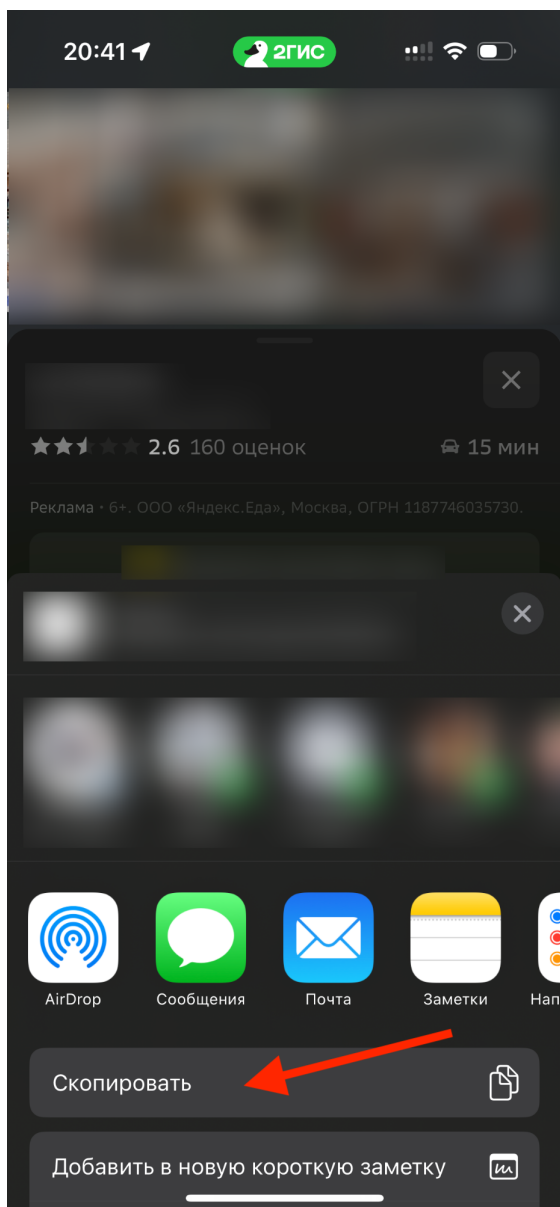 20:41
2ГИС
2.6 160 оценок
15 мин
Реклама • 6+. ООО «Яндекс.Еда», Москва, ОГРН 1187746035730.
AirDrop
Сообщения
Почта
Заметки
Нап
Скопировать
Добавить в новую короткую заметку